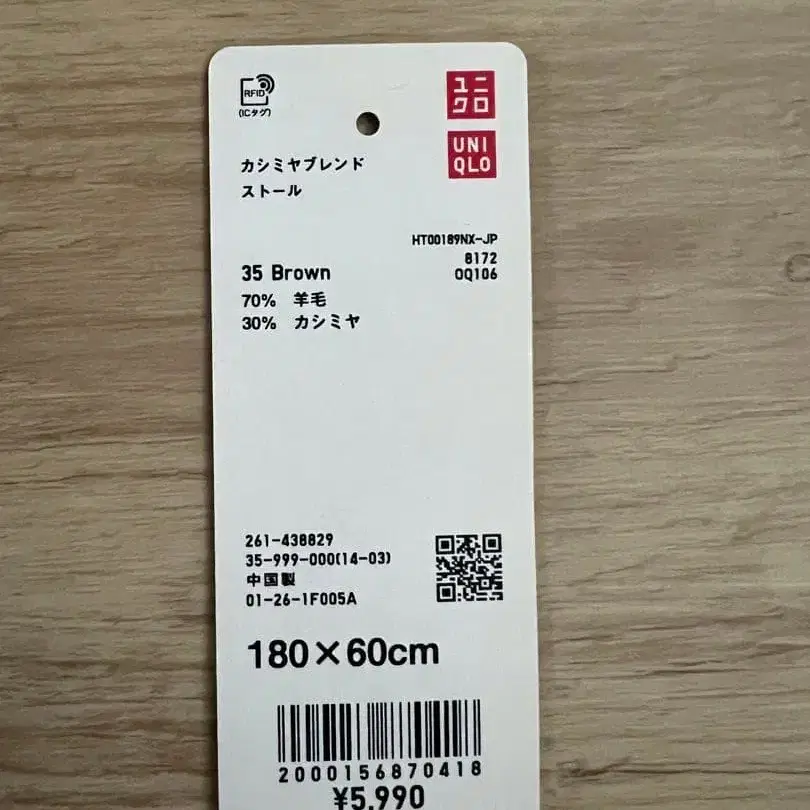 RFID
(ICタグ)
ユニ
クロ
UNI
QLO
カシミヤブレンド
ストール
HT00189NX-JP
8172
0Q106
35 Brown
70% 羊毛
30% カシミヤ
261-438829
35-999-000(14-03)
中国製
01-26-1F005A
180×60cm
2000156870418
¥5,990